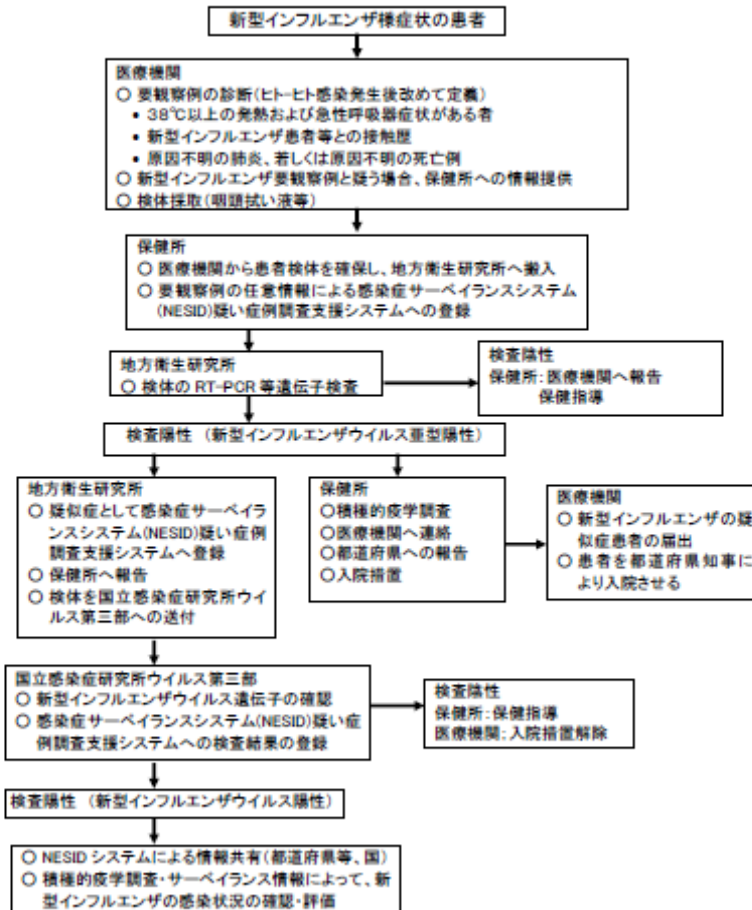 新型インフルエンザ様症状の患者
医療機関
○ 要観察例の診断(ヒト-ヒト感染発生後改めて定義)
• 38℃以上の発熱および急性呼吸器症状がある者
• 新型インフルエンザ患者等との接触歴
• 原因不明の肺炎、若しくは原因不明の死亡例
○ 新型インフルエンザ要観察例と疑う場合、保健所への情報提供
○ 検体採取(咽頭拭い液等)
保健所
○ 医療機関から患者検体を確保し、地方衛生研究所へ搬入
○ 要観察例の任意情報による感染症サーベイランスシステム
(NESID)疑い症例調査支援システムへの登録
地方衛生研究所
○ 検体の RT-PCR 等遺伝子検査
検査陰性
保健所: 医療機関へ報告
保健指導
検査陽性 (新型インフルエンザウイルス亜型陽性)
地方衛生研究所
○ 疑似症として感染症サーベイラ
ンスシステム(NESID)疑い症例
調査支援システムへ登録
○ 保健所へ報告
○ 検体を国立感染症研究所ウイ
ルス第三部への送付
保健所
○積極的疫学調査
○医療機関へ連絡
○都道府県への報告
○入院措置
医療機関
○ 新型インフルエンザの疑
似症患者の届出
○ 患者を都道府県知事に
より入院させる
国立感染症研究所ウイルス第三部
○ 新型インフルエンザウイルス遺伝子の確認
○ 感染症サーベイランスシステム(NESID)疑い症
例調査支援システムへの検査結果の登録
検査陰性
保健所: 保健指導
医療機関: 入院措置解除
検査陽性 (新型インフルエンザウイルス陽性)
○ NESID システムによる情報共有(都道府県等、国)
○ 積極的疫学調査・サーベイランス情報によって、新
型インフルエンザの感染状況の確認・評価